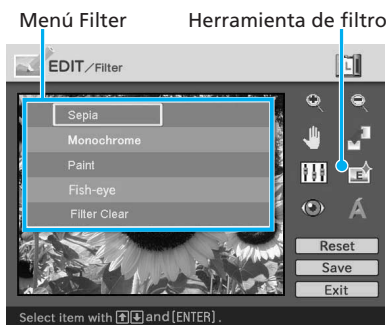 Menú Filter
Herramienta de filtro
EDIT/Filter
L
Sepia
Monochrome
Paint
Fish-eye
Filter Clear
E
A
Reset
Save
Exit
Select item with [↑][↓] and [ENTER] .